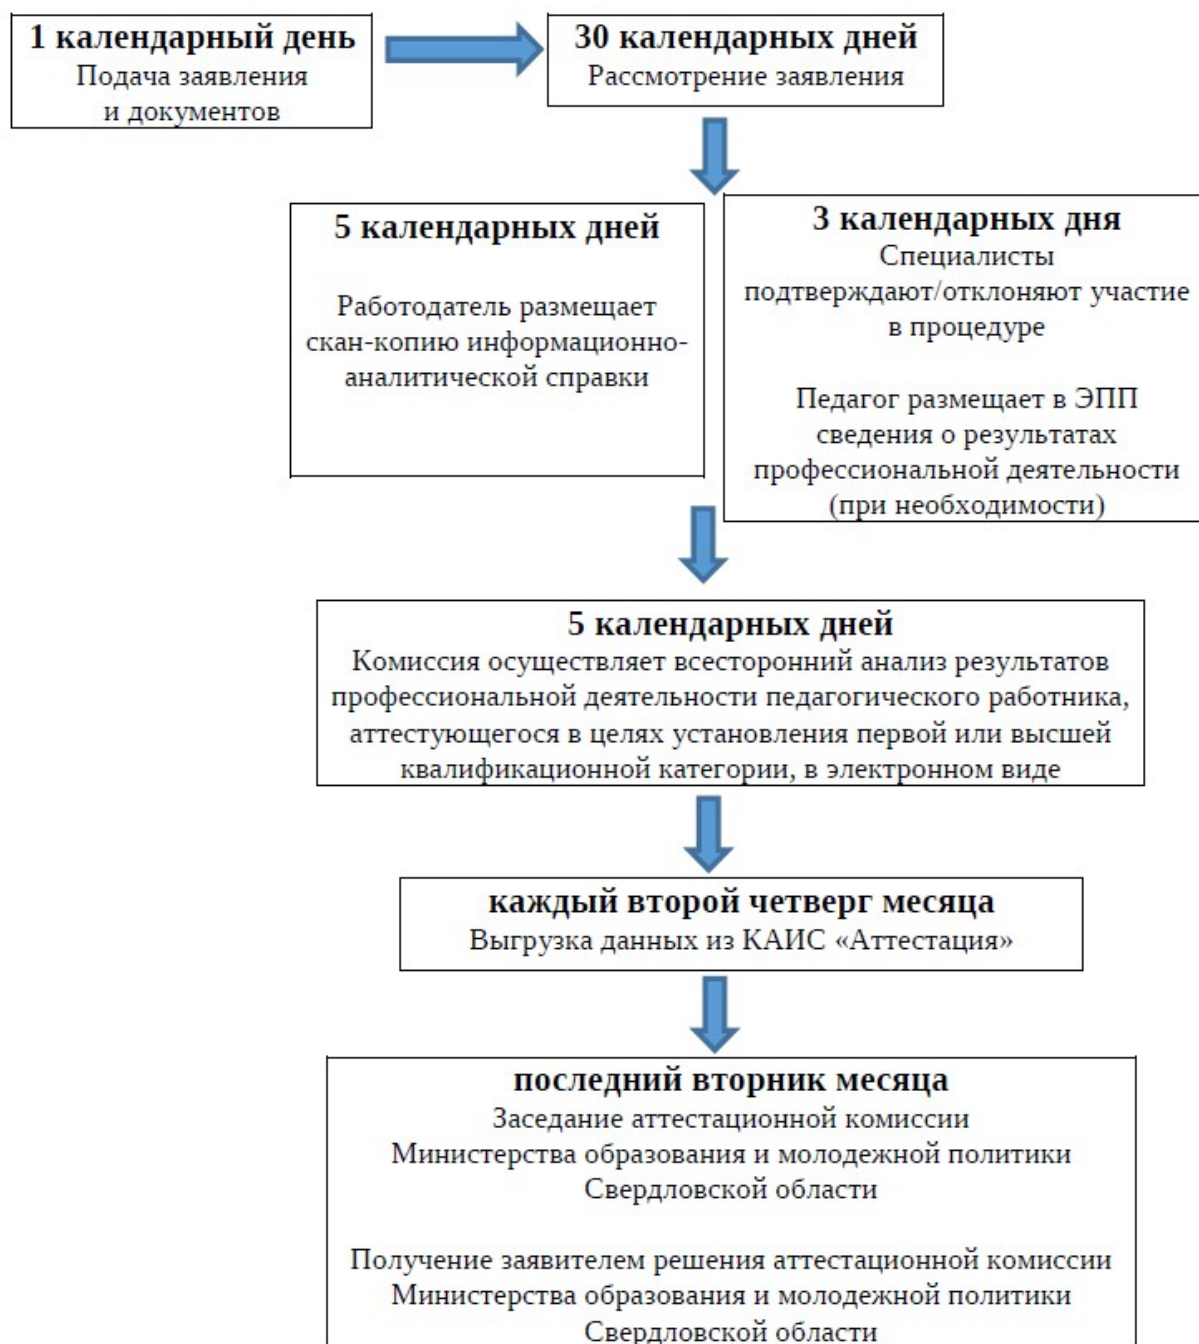 1 календарный день
Подача заявления
и документов
30 календарных дней
Рассмотрение заявления
5 календарных дней
Работодатель размещает
скан-копию информационно-
аналитической справки
3 календарных дня
Специалисты
подтверждают/отклоняют участие
в процедуре
Педагог размещает в ЭПП
сведения о результатах
профессиональной деятельности
(при необходимости)
5 календарных дней
Комиссия осуществляет всесторонний анализ результатов
профессиональной деятельности педагогического работника,
аттестующегося в целях установления первой или высшей
квалификационной категории, в электронном виде
каждый второй четверг месяца
Выгрузка данных из КАИС «Аттестация»
последний вторник месяца
Заседание аттестационной комиссии
Министерства образования и молодежной политики
Свердловской области
Получение заявителем решения аттестационной комиссии
Министерства образования и молодежной политики
Свердловской области